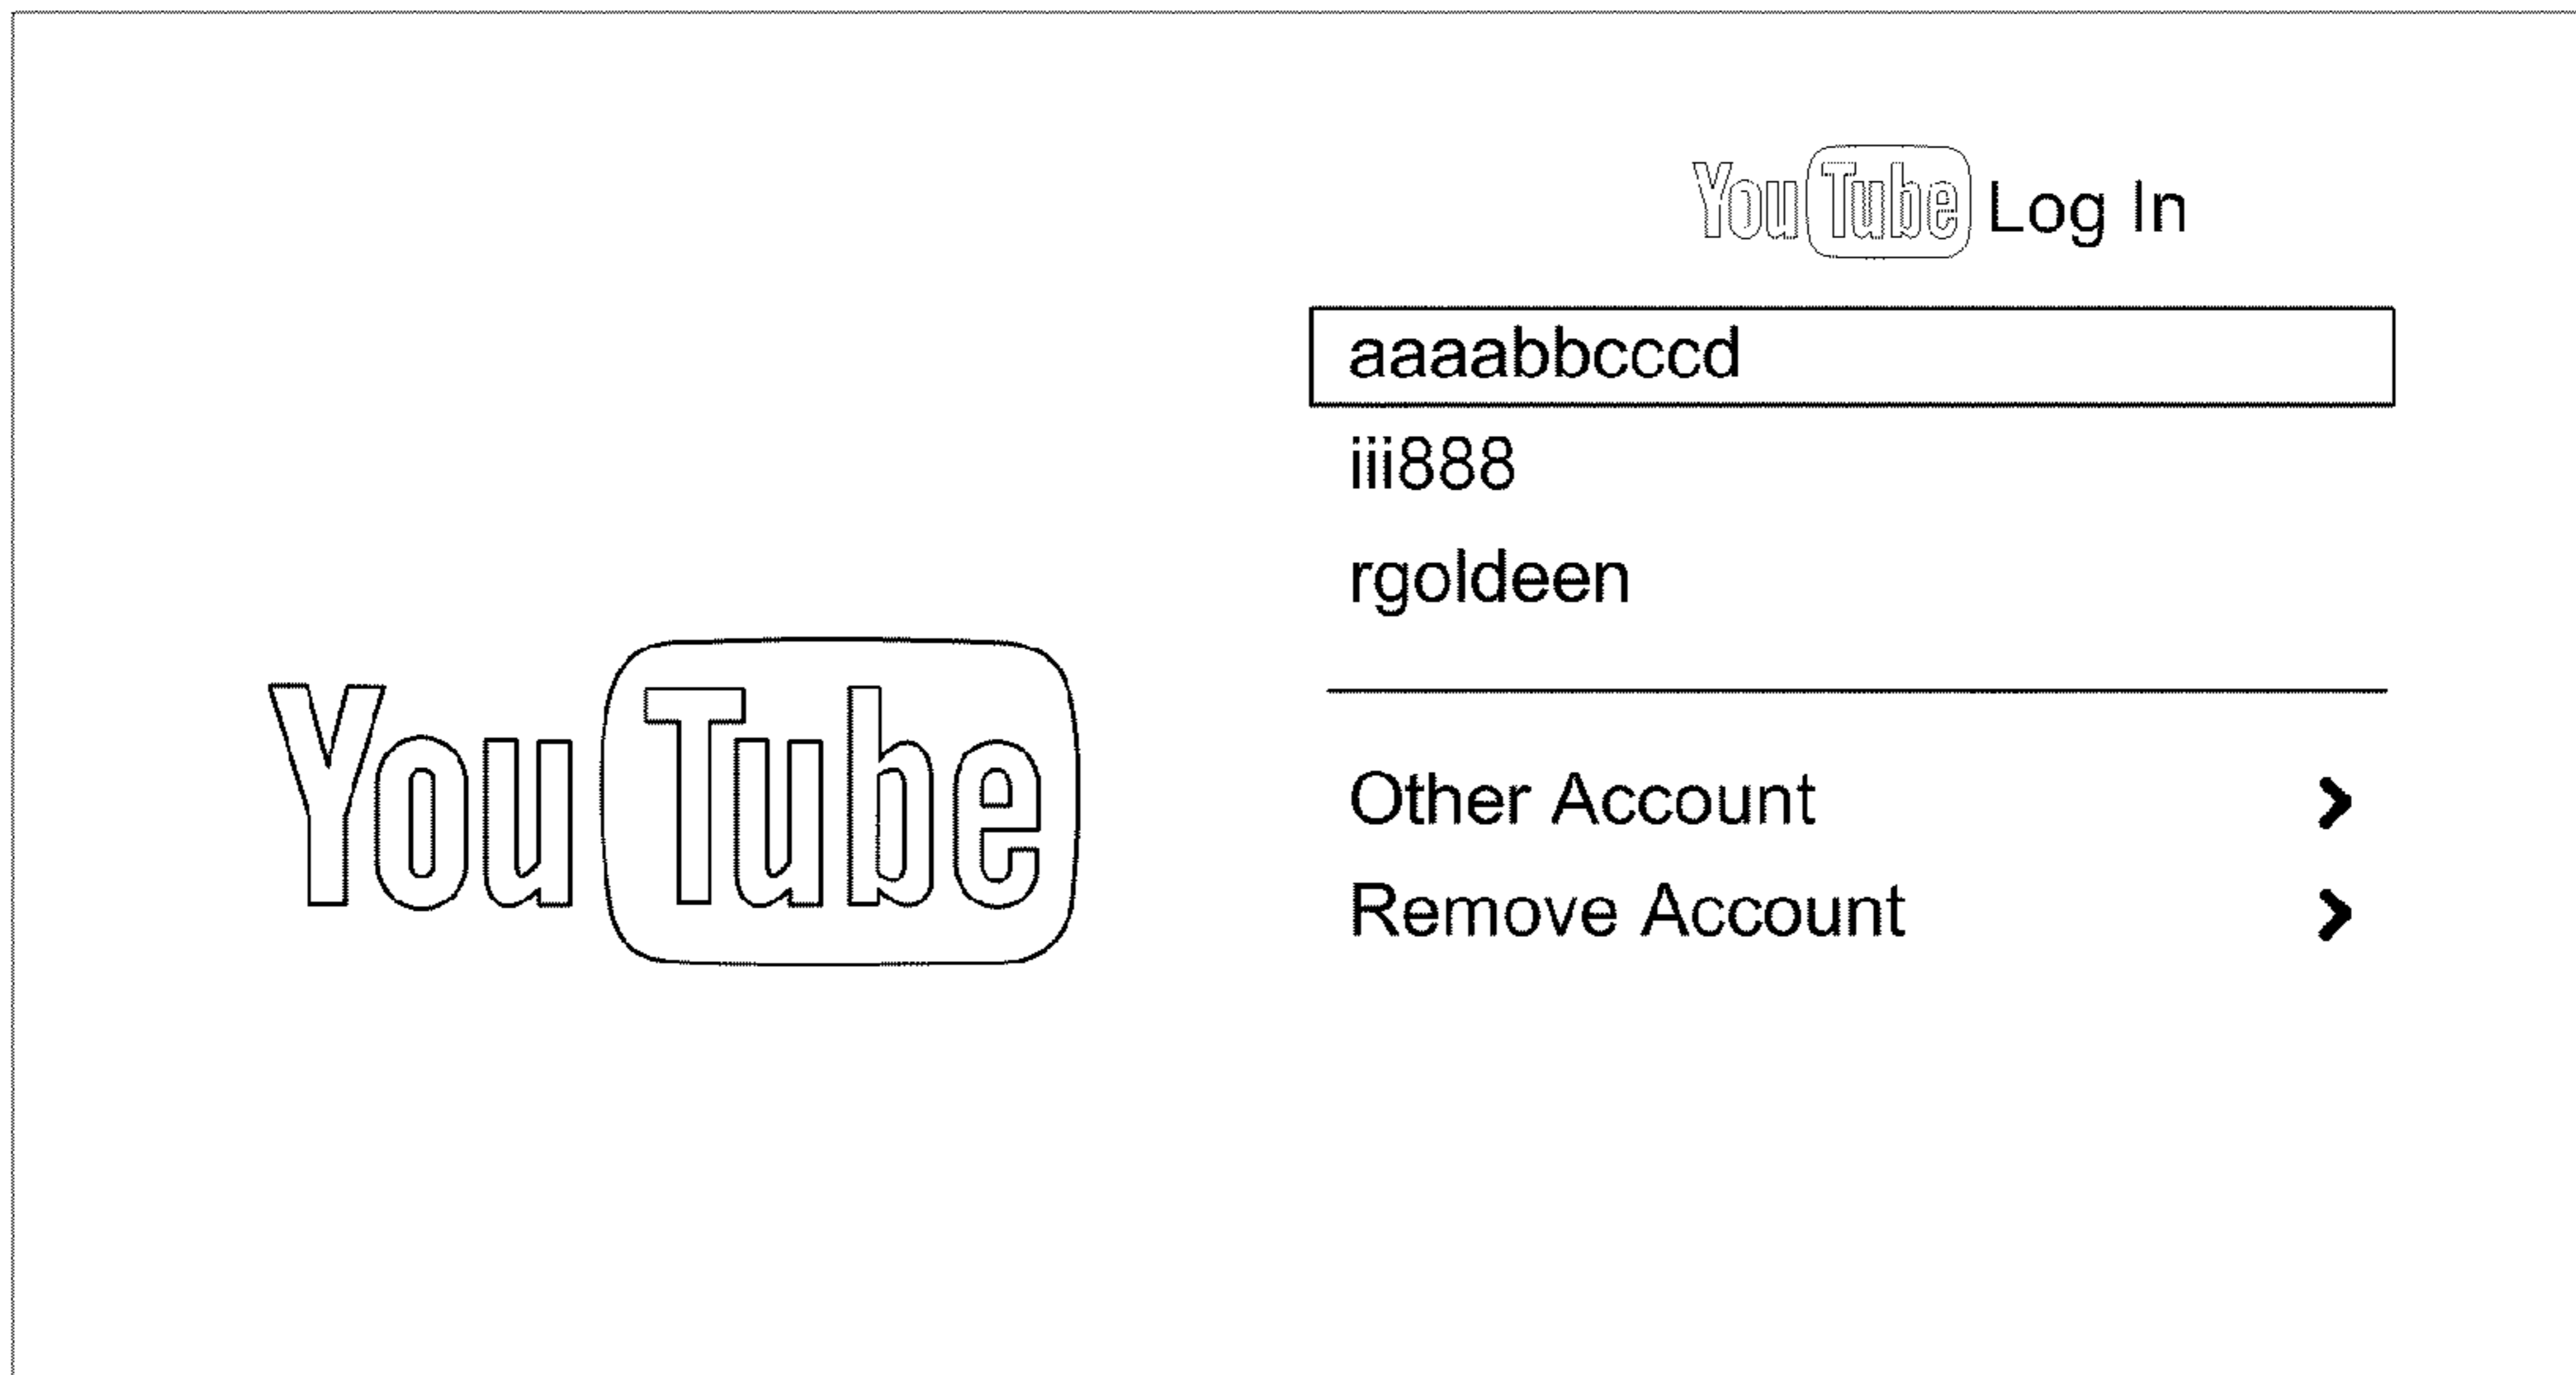 YouTube Log In
aaaabbcccd
iii888
rgoldeen
YouTube
Other Account
Remove Account